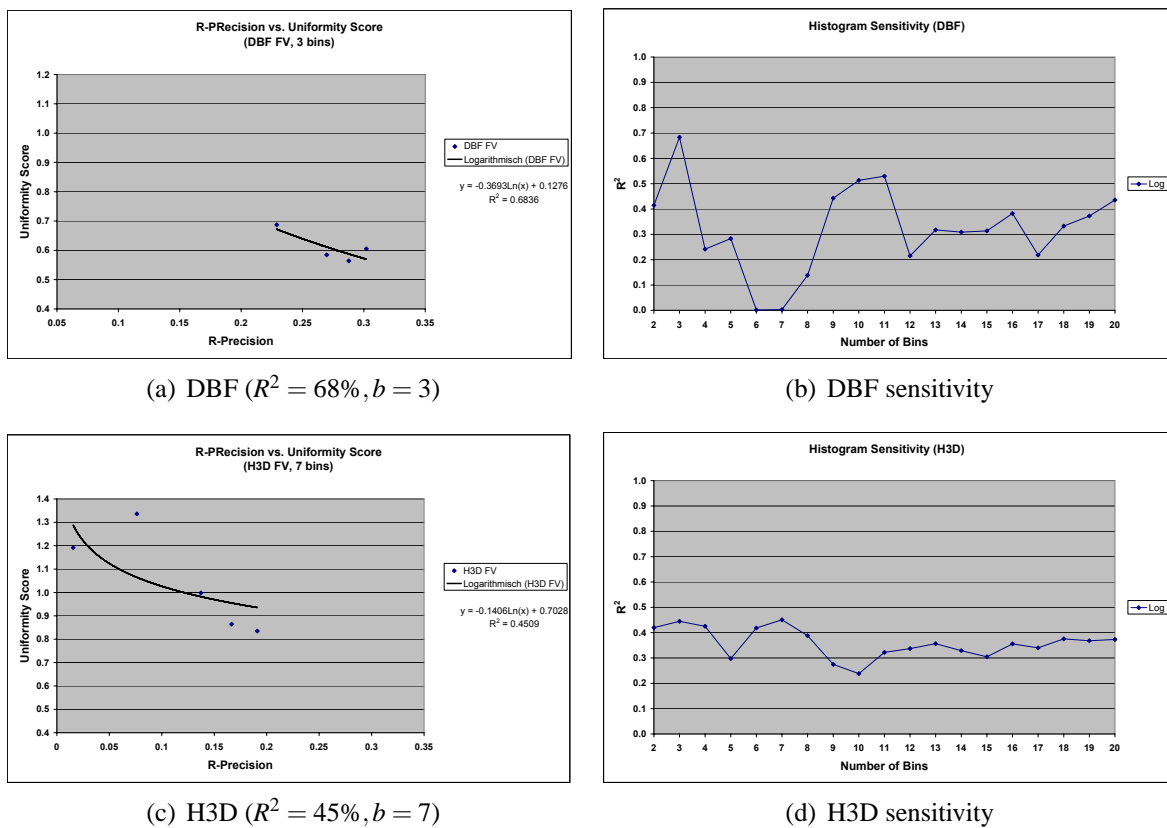 R-PRecision vs. Uniformity Score
(DBF FV, 3 bins)
1.2
1.1
1.0
0.9
0.8
0.7
0.6
0.5
0.4
Uniformity Score
0.05 0.1 0.15 0.2 0.25 0.3 0.35
R-Precision
DBF FV
Logarithmisch (DBF FV)
y = -0.3693Ln(x) + 0.1276
R² = 0.6836
(a) DBF (R² = 68%, b = 3)
Histogram Sensitivity (DBF)
1.0
0.9
0.8
0.7
0.6
0.5
0.4
0.3
0.2
0.1
0.0
R²
2 3 4 5 6 7 8 9 10 11 12 13 14 15 16 17 18 19 20
Number of Bins
Log
(b) DBF sensitivity
R-PRecision vs. Uniformity Score
(H3D FV, 7 bins)
1.4
1.3
1.2
1.1
1.0
0.9
0.8
0.7
0.6
0.5
0.4
Uniformity Score
0 0.05 0.1 0.15 0.2 0.25 0.3 0.35
R-Precision
H3D FV
Logarithmisch (H3D FV)
y = -0.1406Ln(x) + 0.7028
R² = 0.4509
(c) H3D (R² = 45%, b = 7)
Histogram Sensitivity (H3D)
1.0
0.9
0.8
0.7
0.6
0.5
0.4
0.3
0.2
0.1
0.0
R²
2 3 4 5 6 7 8 9 10 11 12 13 14 15 16 17 18 19 20
Number of Bins
Log
(d) H3D sensitivity